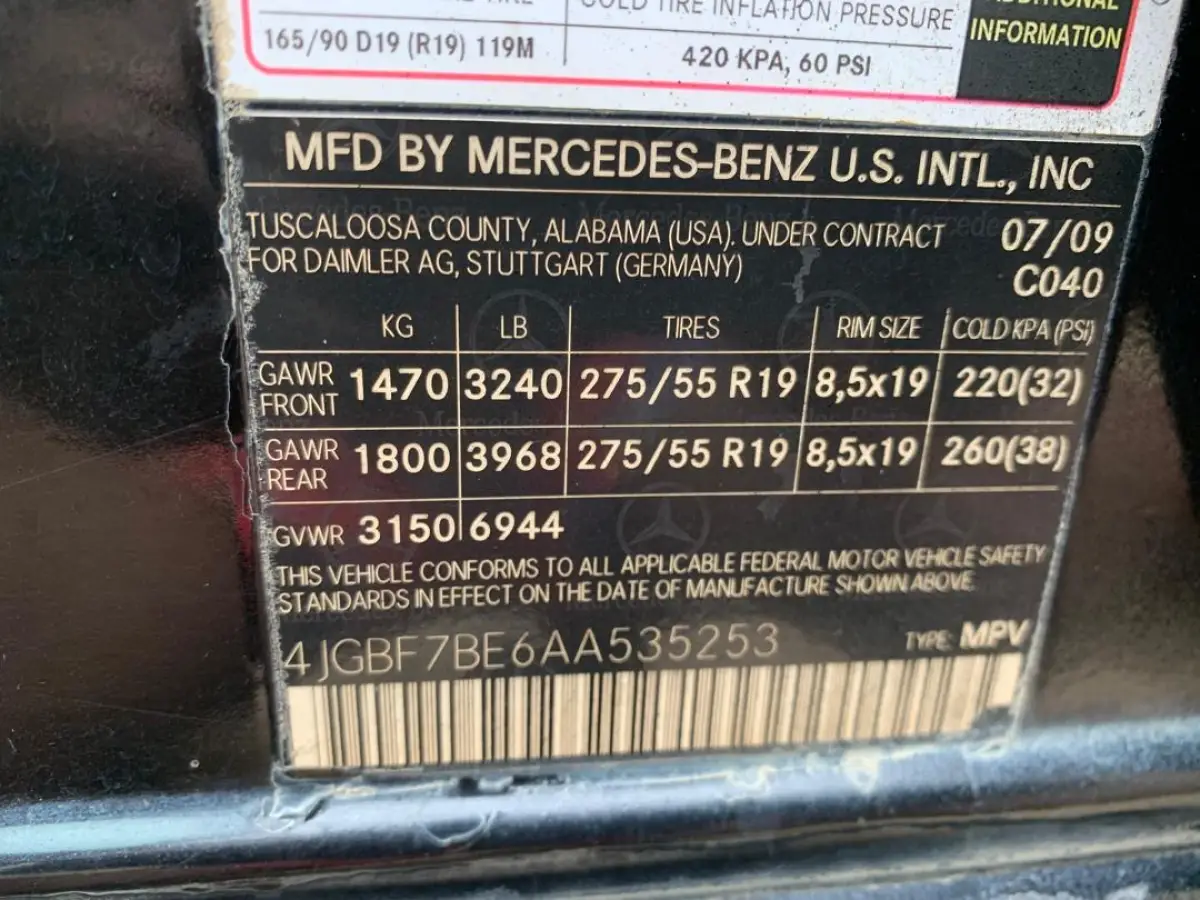 COLD TIRE INFLATION PRESSURE
ADDITIONAL
INFORMATION
165/90 D19 (R19) 119M
420 KPA, 60 PSI
MFD BY MERCEDES-BENZ U.S. INTL., INC
TUSCALOOSA COUNTY, ALABAMA (USA). UNDER CONTRACT 07/09
FOR DAIMLER AG, STUTTGART (GERMANY) C040
KG LB TIRES RIM SIZE COLD KPA (PSI)
GAWR FRONT 1470 3240 275/55 R19 8,5x19 220(32)
GAWR REAR 1800 3968 275/55 R19 8,5x19 260(38)
GVWR 3150 6944
THIS VEHICLE CONFORMS TO ALL APPLICABLE FEDERAL MOTOR VEHICLE SAFETY
STANDARDS IN EFFECT ON THE DATE OF MANUFACTURE SHOWN ABOVE.
4JGBF7BE6AA535253 TYPE: MPV